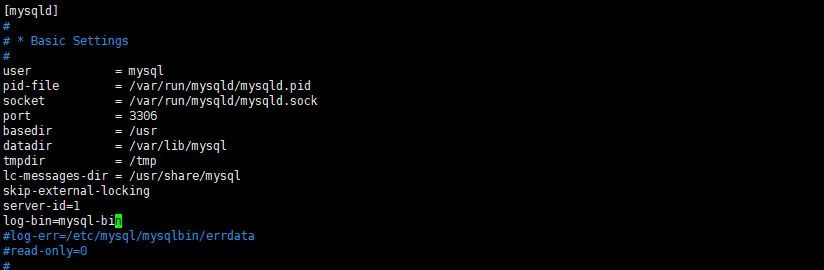 [mysqld]
#
# * Basic Settings
#
user            = mysql
pid-file        = /var/run/mysqld/mysqld.pid
socket          = /var/run/mysqld/mysqld.sock
port            = 3306
basedir         = /usr
datadir         = /var/lib/mysql
tmpdir          = /tmp
lc-messages-dir = /usr/share/mysql
skip-external-locking
server-id=1
log-bin=mysql-bin
#log-err=/etc/mysql/mysqlbin/errdata
#read-only=0
#